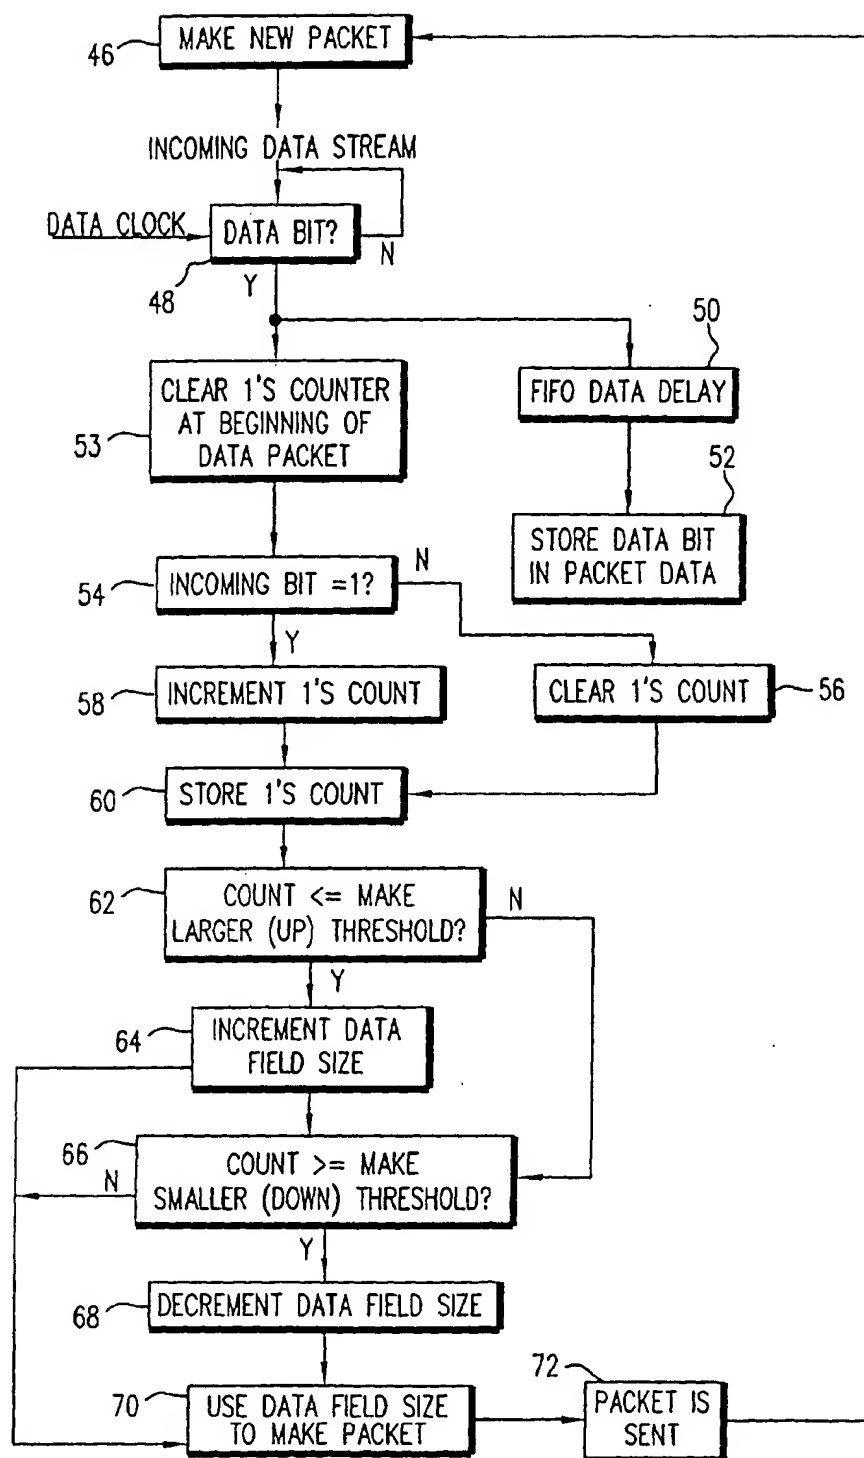 46
MAKE NEW PACKET
INCOMING DATA STREAM
DATA CLOCK
DATA BIT?
N
48
Y
50
FIFO DATA DELAY
CLEAR 1'S COUNTER
AT BEGINNING OF
DATA PACKET
53
52
STORE DATA BIT
IN PACKET DATA
54
INCOMING BIT =1?
N
Y
58
INCREMENT 1'S COUNT
CLEAR 1'S COUNT
56
60
STORE 1'S COUNT
62
COUNT <= MAKE
LARGER (UP) THRESHOLD?
N
Y
64
INCREMENT DATA
FIELD SIZE
66
COUNT >= MAKE
SMALLER (DOWN) THRESHOLD?
N
Y
68
DECREMENT DATA FIELD SIZE
70
USE DATA FIELD SIZE
TO MAKE PACKET
72
PACKET IS
SENT